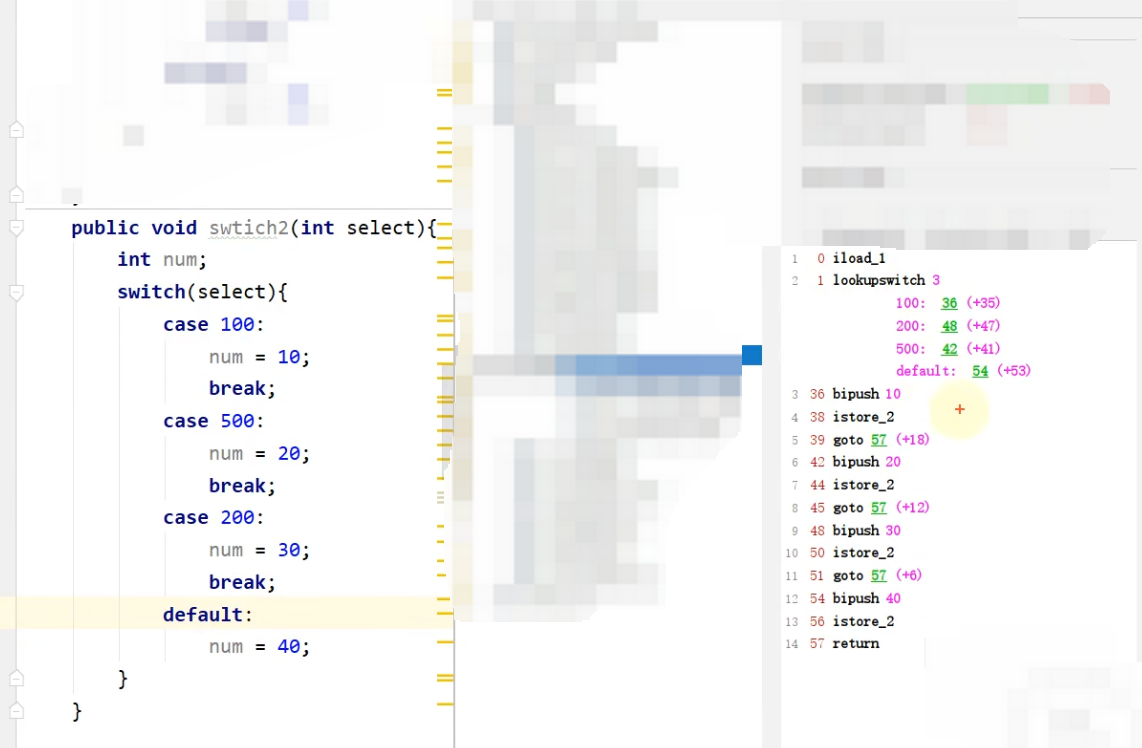 public void swtich2(int select){
int num;
switch(select){
case 100:
num = 10;
break;
case 500:
num = 20;
break;
case 200:
num = 30;
break;
default:
num = 40;
}
}
1 0 iload_1
2 1 lookupswitch 3
100: 36 (+35)
200: 48 (+47)
500: 42 (+41)
default: 54 (+53)
3 36 bipush 10
4 38 istore_2
5 39 goto 57 (+18)
6 42 bipush 20
7 44 istore_2
8 45 goto 57 (+12)
9 48 bipush 30
10 50 istore_2
11 51 goto 57 (+6)
12 54 bipush 40
13 56 istore_2
14 57 return